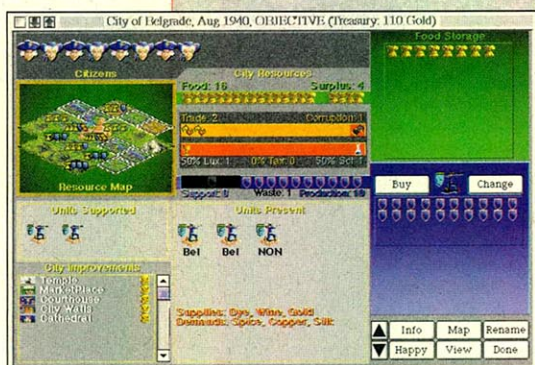 City of Belgrade, Aug 1940, OBJECTIVE (Treasury: 110 Gold)
Citizens
City Resources
Food: 16 Surplus: 4
Trade: 2 Corruption: 1
50% Lux: 1 0% Tax: 0 50% Sci: 1
Support: 0 Waste: 1 Production: 10
Resource Map
Food Storage
Buy Change
Units Supported
Units Present
Bel Bel NON
City Improvements
Temple
MarketPlace
Courthouse
City Walls
Cathedral
Supplies: Dye, Wine, Gold
Demands: Spice, Copper, Silk
Info Map Rename
Happy View Done